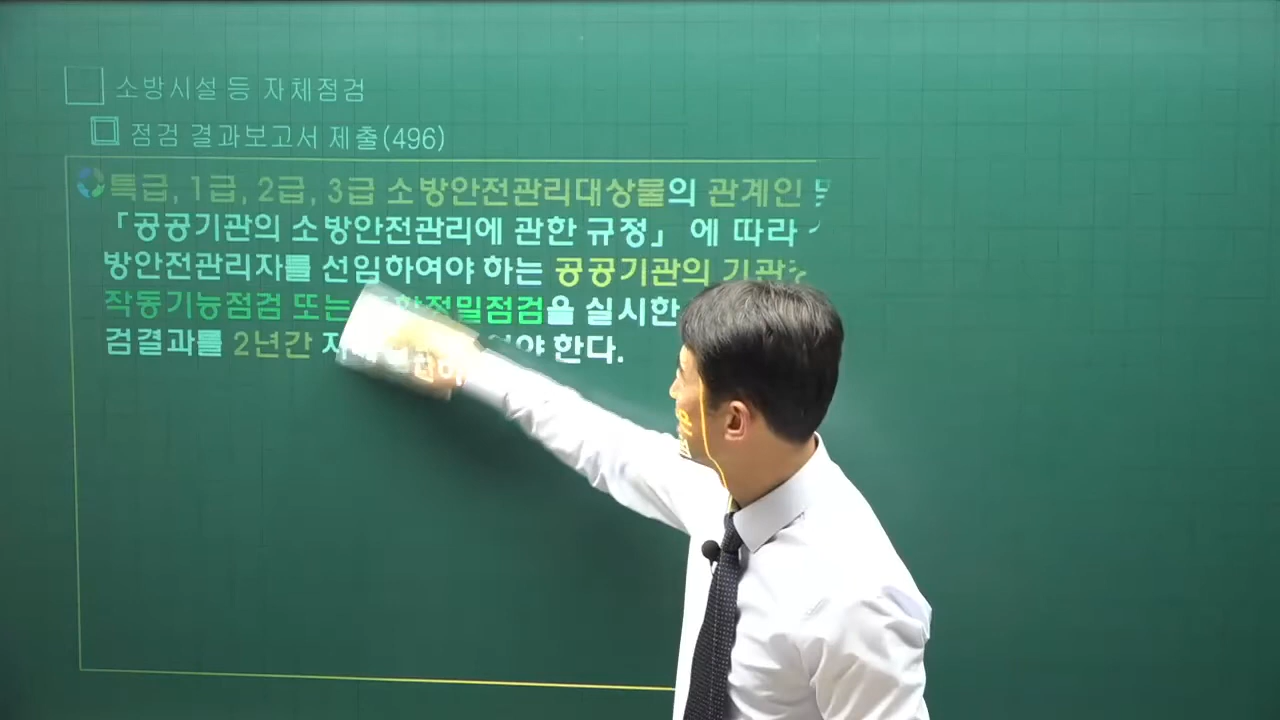 소방시설 등 자체점검
점검 결과보고서 제출(496)
특급, 1급, 2급, 3급 소방안전관리대상물의 관계인
「공공기관의 소방안전관리에 관한 규정」 에 따라
방안전관리자를 선임하여야 하는 공공기관의
작동기능점검 또는 실시한
검결과를 2년간 한다.